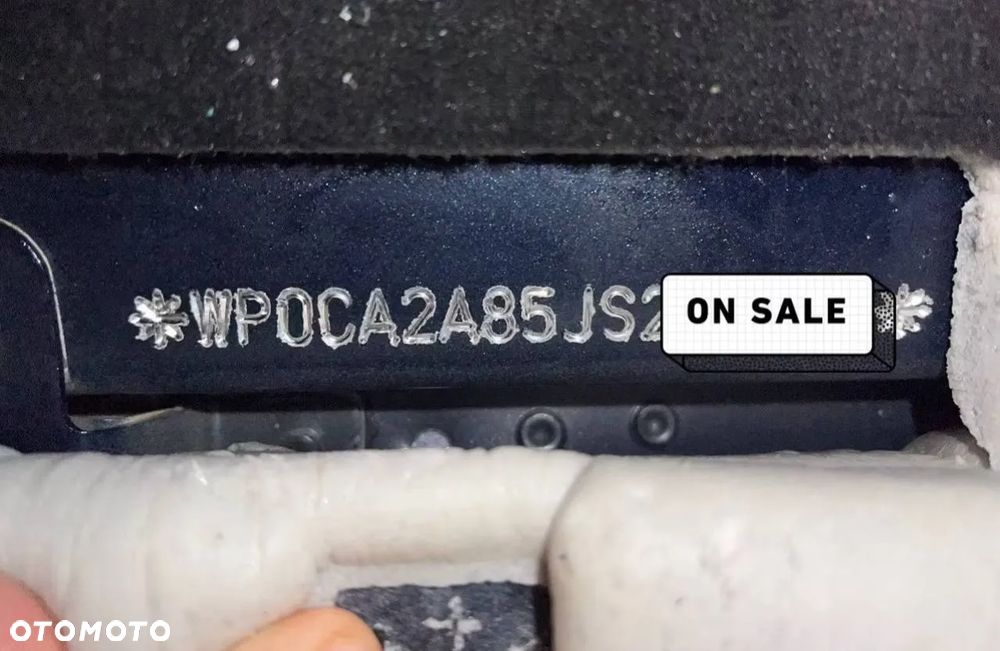 *WP0CA2A85JS2 ON SALE *
OTOMOTO